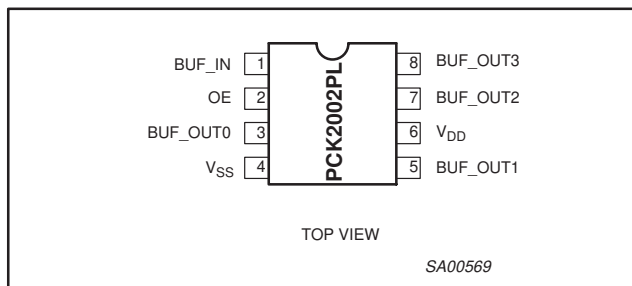 BUF_IN 1 8 BUF_OUT3
OE 2 7 BUF_OUT2
BUF_OUT0 3 6 VDD
VSS 4 5 BUF_OUT1
PCK2002PL
TOP VIEW
SA00569